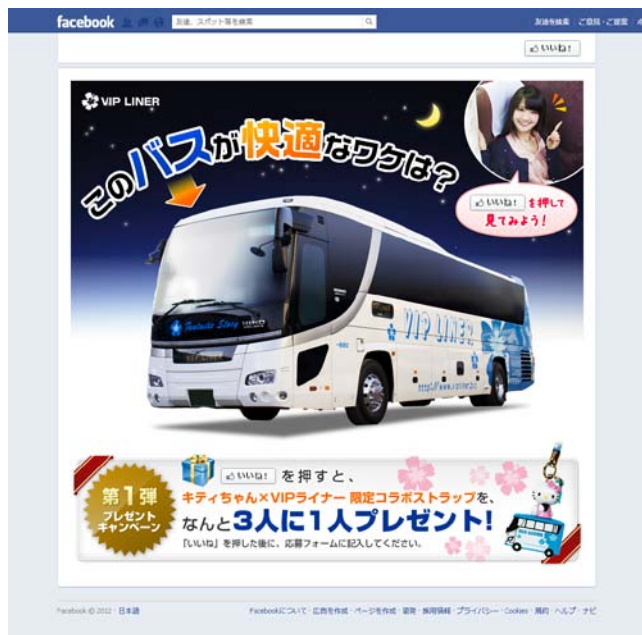 facebook
友達、スポット等を検索
友達を検索
ご意見・ご提案
いいね！
VIP LINER
このバスが快適なワケは？
いいね！を押して
見てみよう！
Fantasike Story
VIP LINER
VIP LINER
第1弾
プレゼント
キャンペーン
いいね！を押すと、
キティちゃん×VIPライナー 限定コラボストラップを、
なんと3人に1人プレゼント！
「いいね」を押した後に、応募フォームに記入してください。
Facebook © 2012 · 日本語
Facebookについて · 広告を作成 · ページを作成 · 開発 · 採用情報 · プライバシー · Cookies · 規約 · ヘルプ · ナビ